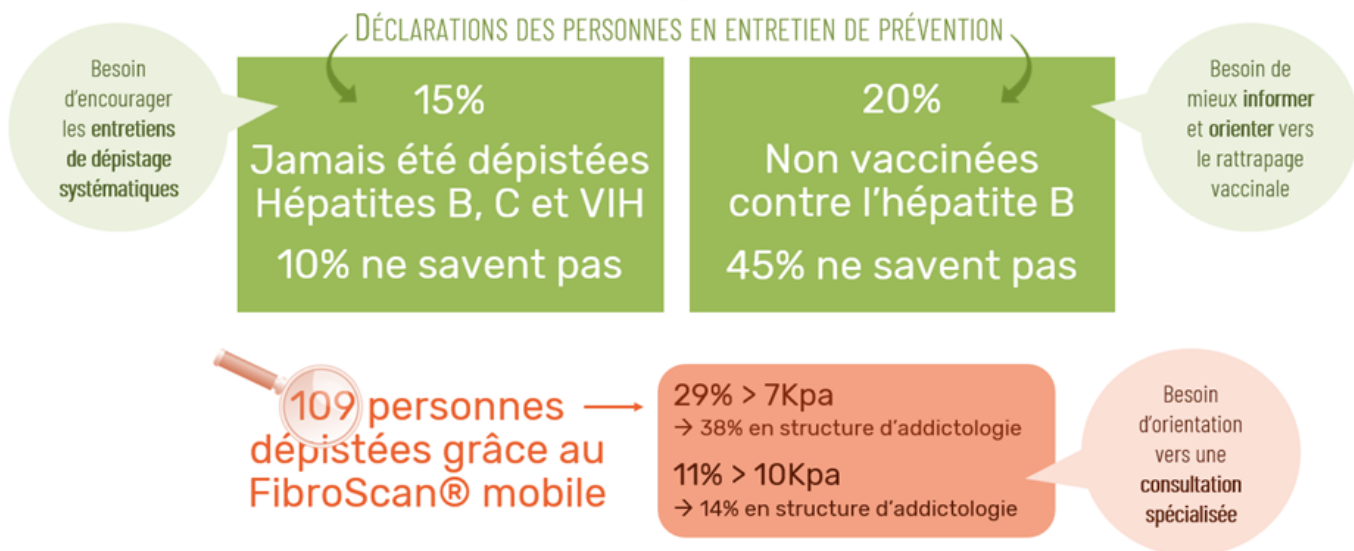 DÉCLARATIONS DES PERSONNES EN ENTRETIEN DE PRÉVENTION
Besoin
d'encourager
les entretiens
de dépistage
systématiques
15%
Jamais été dépistées
Hépatites B, C et VIH
10% ne savent pas
20%
Non vaccinées
contre l'hépatite B
45% ne savent pas
Besoin de
mieux informer
et orienter vers
le rattrapage
vaccinale
109 personnes
dépistées grâce au
FibroScan® mobile
29% > 7Kpa
→ 38% en structure d'addictologie
11% > 10Kpa
→ 14% en structure d'addictologie
Besoin
d'orientation
vers une
consultation
spécialisée